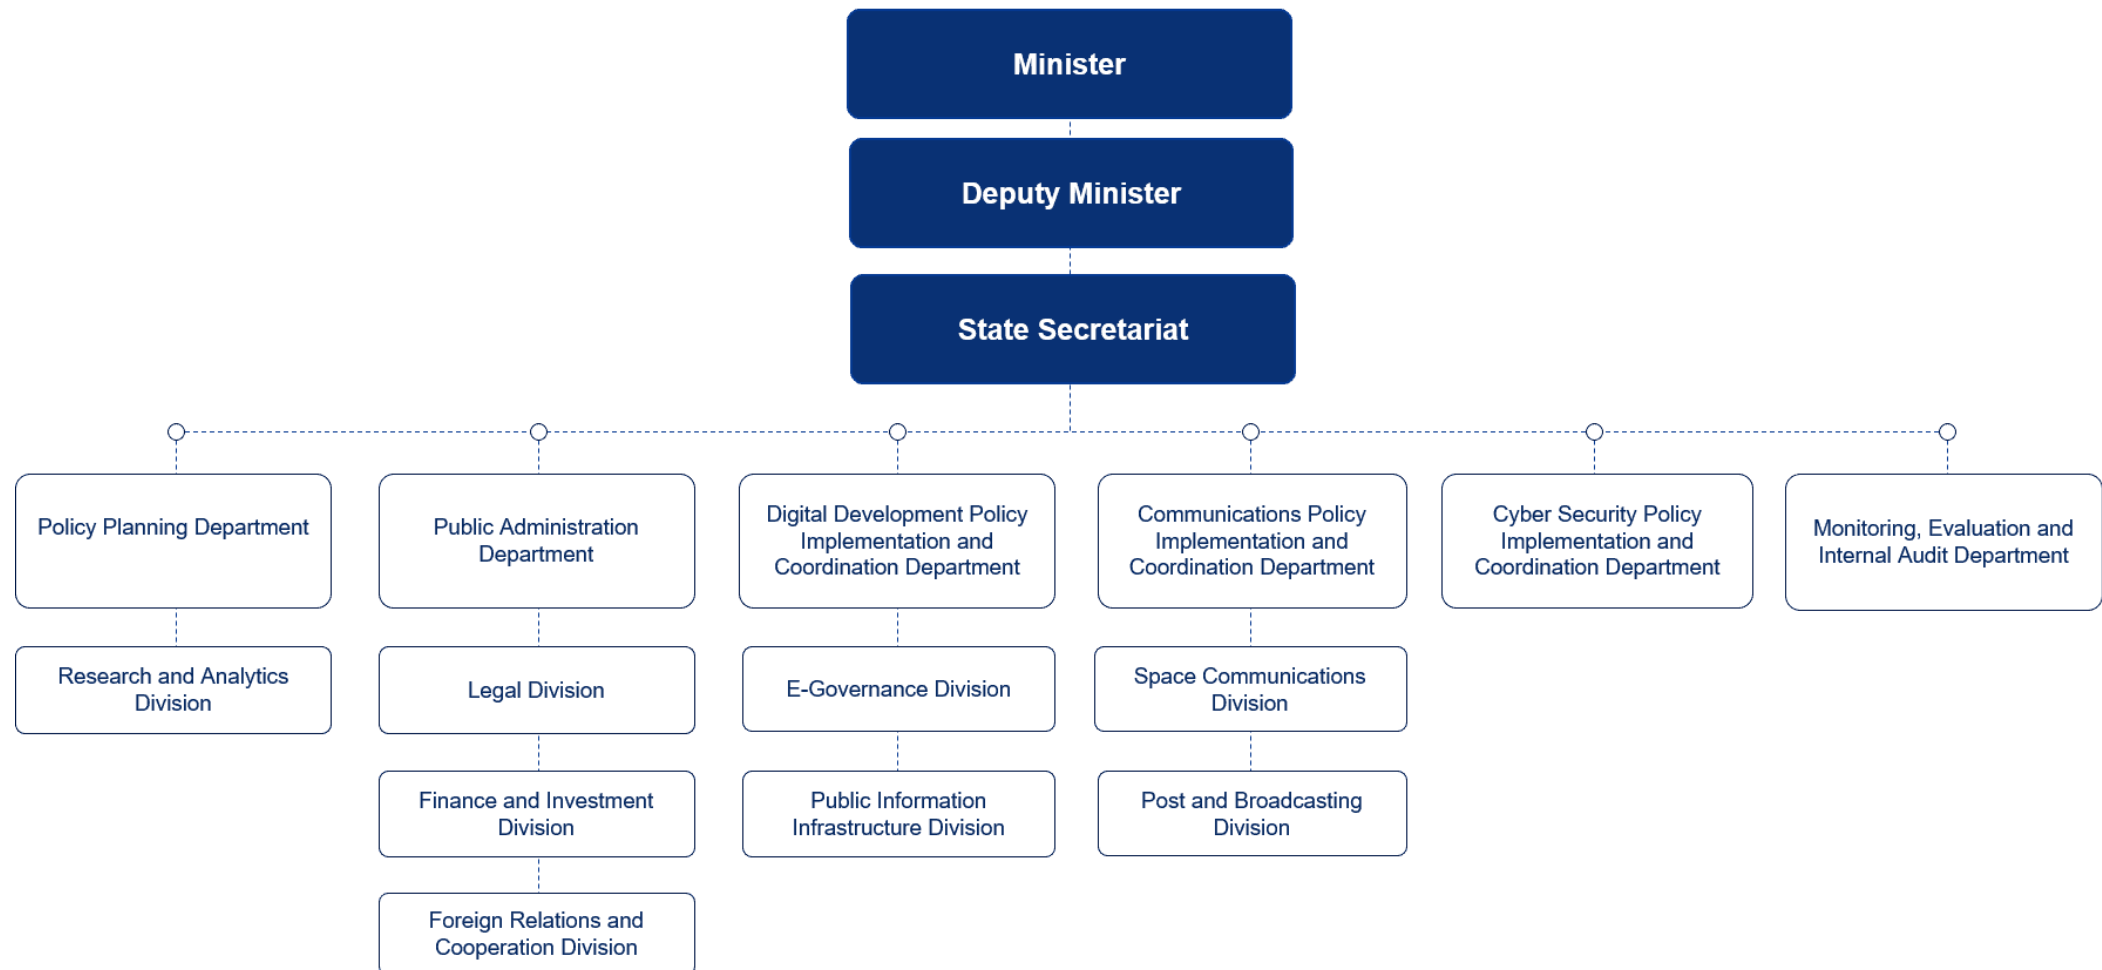 Minister
Deputy Minister
State Secretariat
Policy Planning Department
Public Administration
Department
Digital Development Policy
Implementation and
Coordination Department
Communications Policy
Implementation and
Coordination Department
Cyber Security Policy
Implementation and
Coordination Department
Monitoring, Evaluation and
Internal Audit Department
Research and Analytics
Division
Legal Division
E-Governance Division
Space Communications
Division
Finance and Investment
Division
Public Information
Infrastructure Division
Post and Broadcasting
Division
Foreign Relations and
Cooperation Division